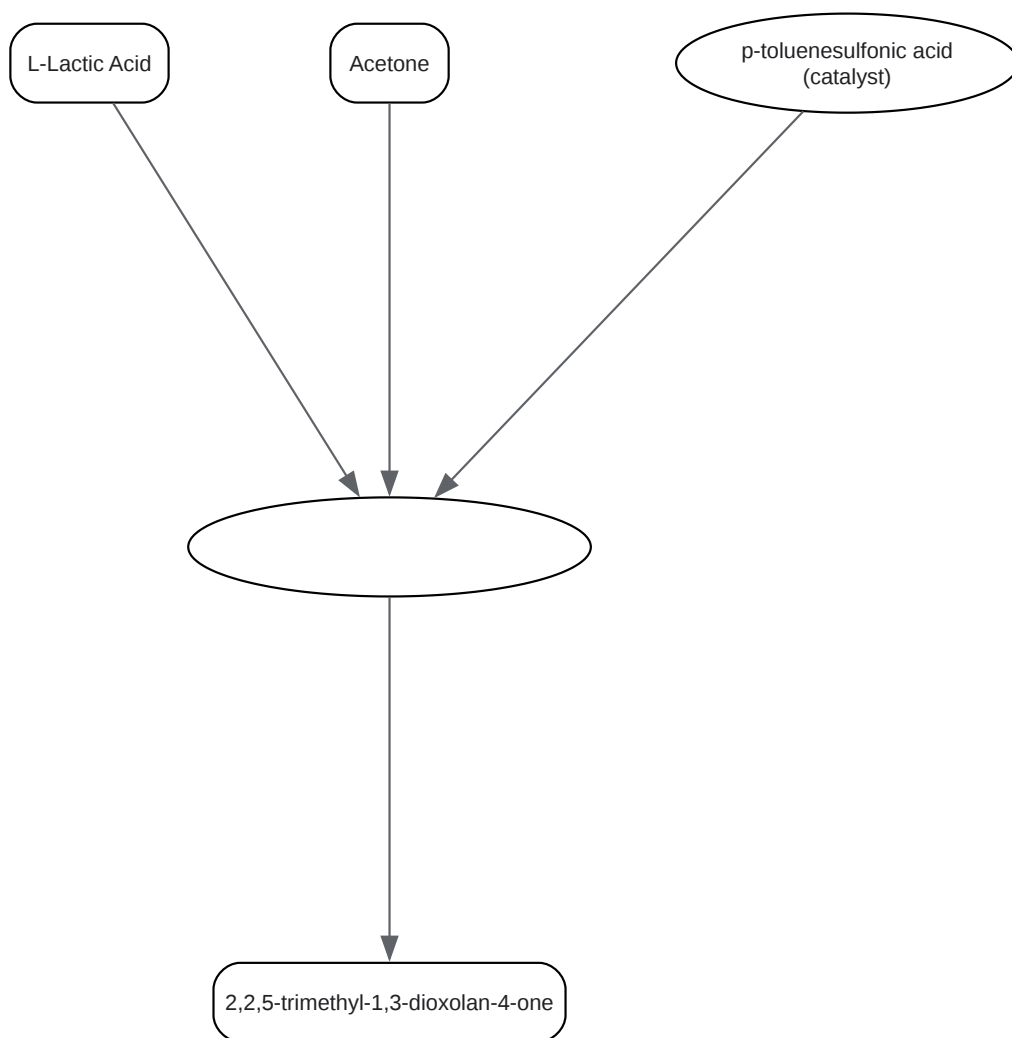 L-Lactic Acid
Acetone
p-toluenesulfonic acid
(catalyst)
2,2,5-trimethyl-1,3-dioxolan-4-one